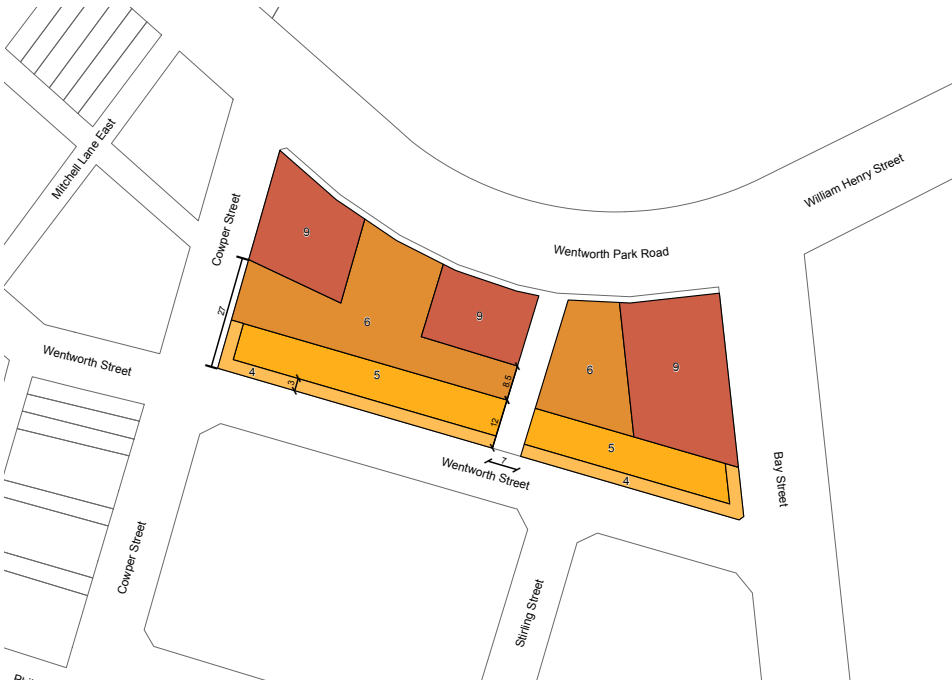 Mitchell Lane East
Cowper Street
William Henry Street
Wentworth Park Road
9
9
27
6
6
9
Wentworth Street
4
3
5
8.5
12
5
7
4
Wentworth Street
Bay Street
Cowper Street
Stirling Street